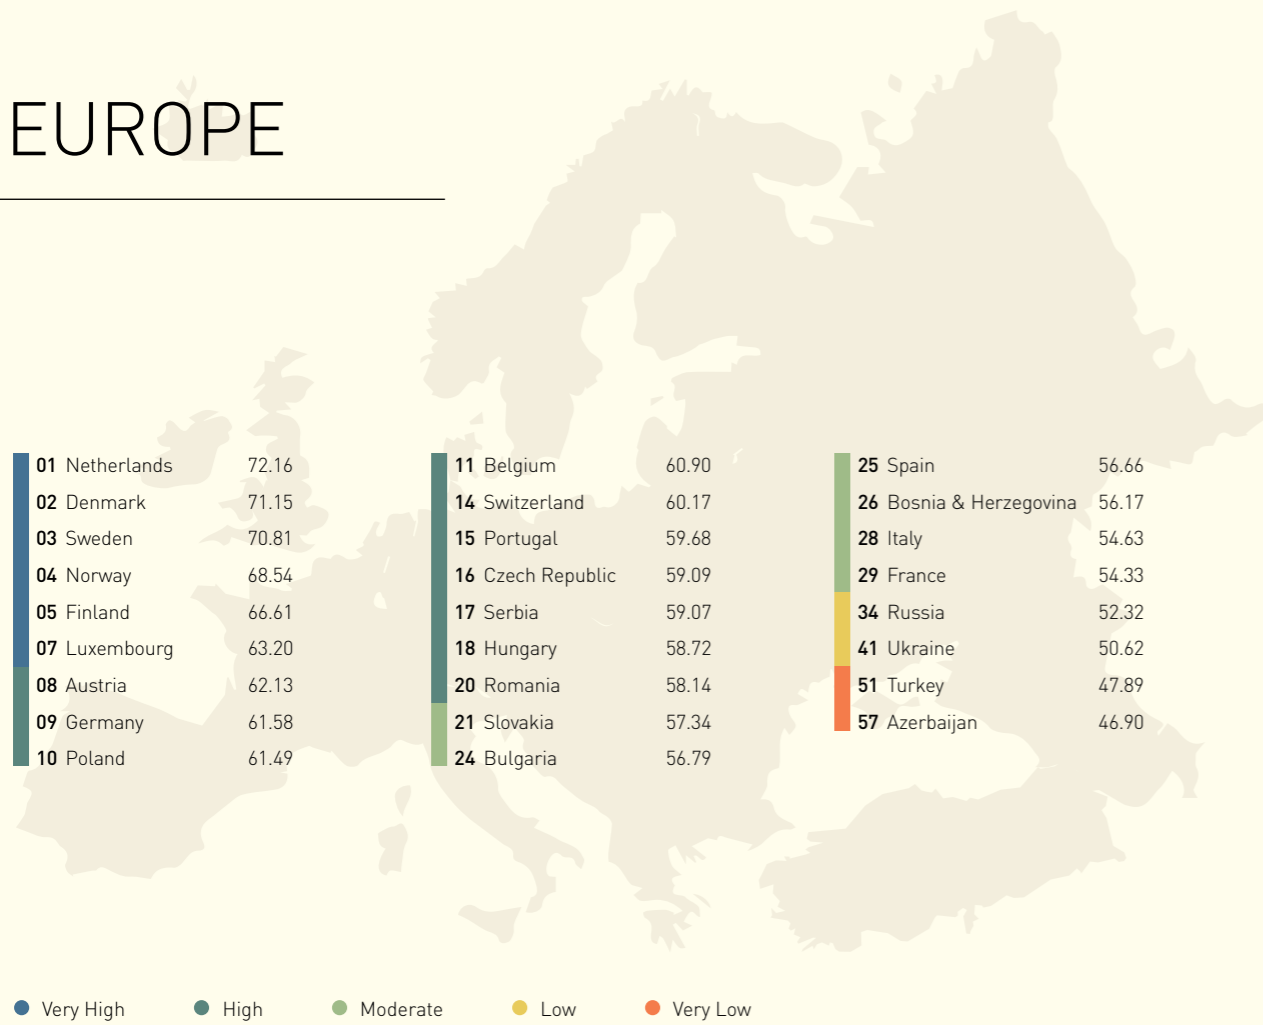 EUROPE
01 Netherlands 72.16
02 Denmark 71.15
03 Sweden 70.81
04 Norway 68.54
05 Finland 66.61
07 Luxembourg 63.20
08 Austria 62.13
09 Germany 61.58
10 Poland 61.49
11 Belgium 60.90
14 Switzerland 60.17
15 Portugal 59.68
16 Czech Republic 59.09
17 Serbia 59.07
18 Hungary 58.72
20 Romania 58.14
21 Slovakia 57.34
24 Bulgaria 56.79
25 Spain 56.66
26 Bosnia & Herzegovina 56.17
28 Italy 54.63
29 France 54.33
34 Russia 52.32
41 Ukraine 50.62
51 Turkey 47.89
57 Azerbaijan 46.90
Very High High Moderate Low Very Low